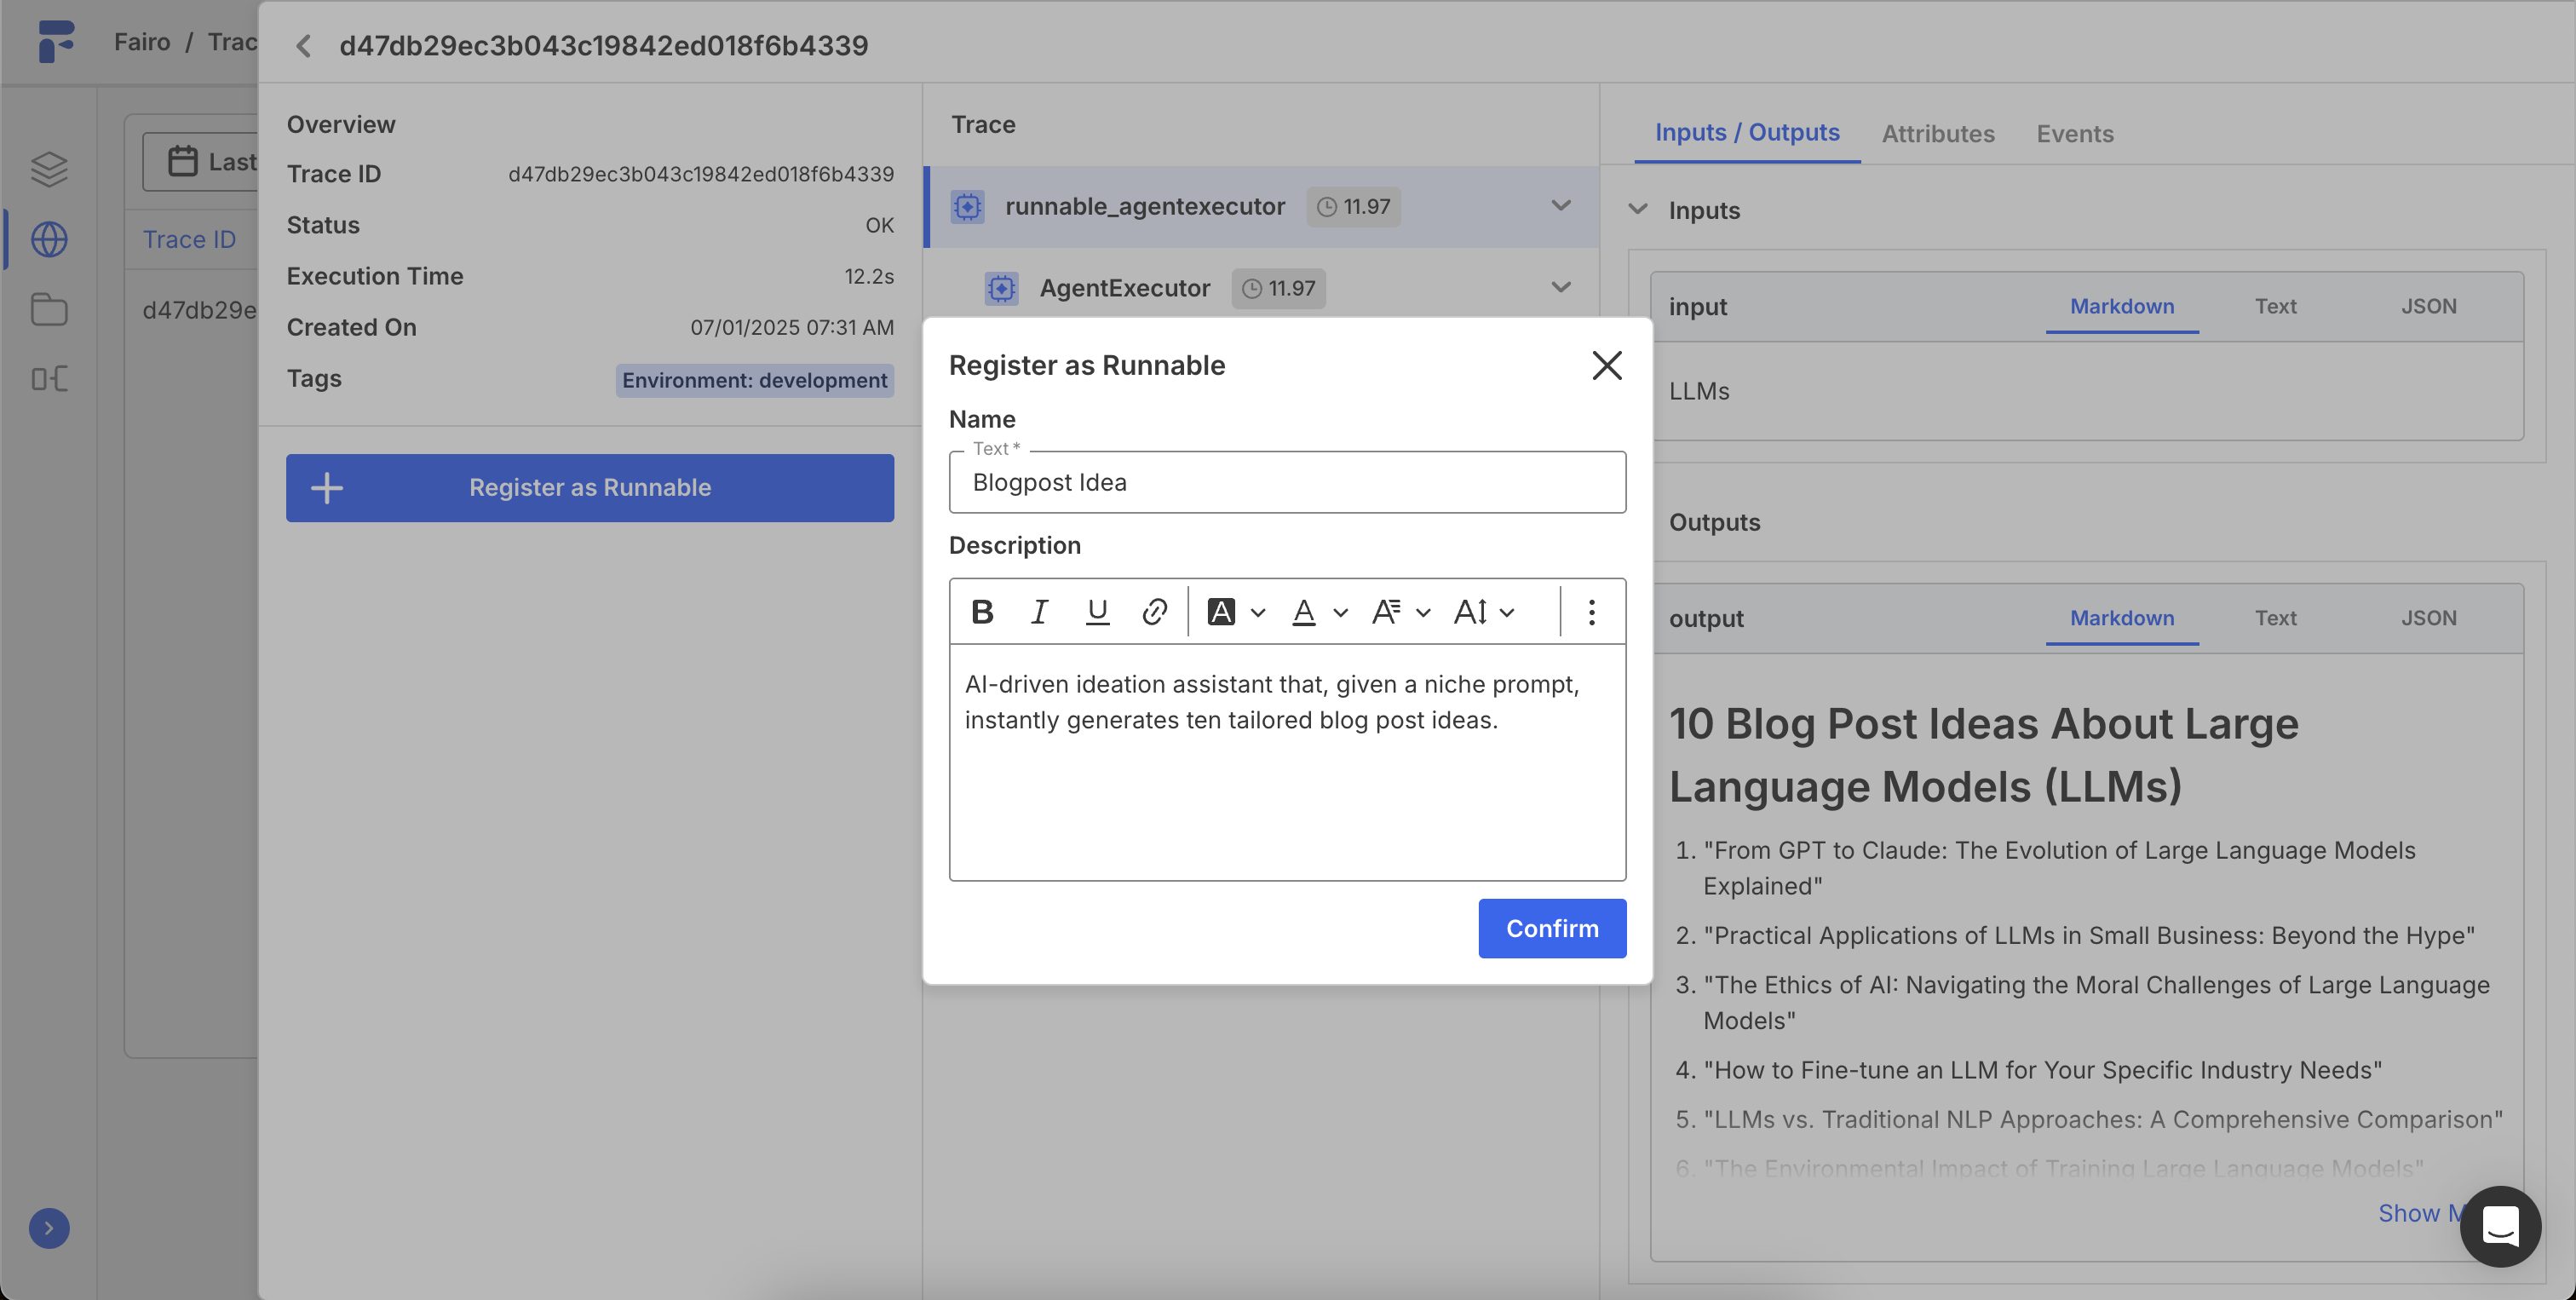 Fairo / Trac
d47db29ec3b043c19842ed018f6b4339
Last
Trace ID
d47db29e
Overview
Trace ID d47db29ec3b043c19842ed018f6b4339
Status OK
Execution Time 12.2s
Created On 07/01/2025 07:31 AM
Tags Environment: development
Register as Runnable
Trace
runnable_agentexecutor 11.97
AgentExecutor 11.97
Register as Runnable
Name
Text *
Blogpost Idea
Description
B I U A A A A
AI-driven ideation assistant that, given a niche prompt,
instantly generates ten tailored blog post ideas.
Confirm
Inputs / Outputs Attributes Events
Inputs
input Markdown Text JSON
LLMs
Outputs
output Markdown Text JSON
10 Blog Post Ideas About Large
Language Models (LLMs)
1. "From GPT to Claude: The Evolution of Large Language Models
Explained"
2. "Practical Applications of LLMs in Small Business: Beyond the Hype"
3. "The Ethics of AI: Navigating the Moral Challenges of Large Language
Models"
4. "How to Fine-tune an LLM for Your Specific Industry Needs"
5. "LLMs vs. Traditional NLP Approaches: A Comprehensive Comparison"
6. "The Environmental Impact of Training Large Language Models"
Show M